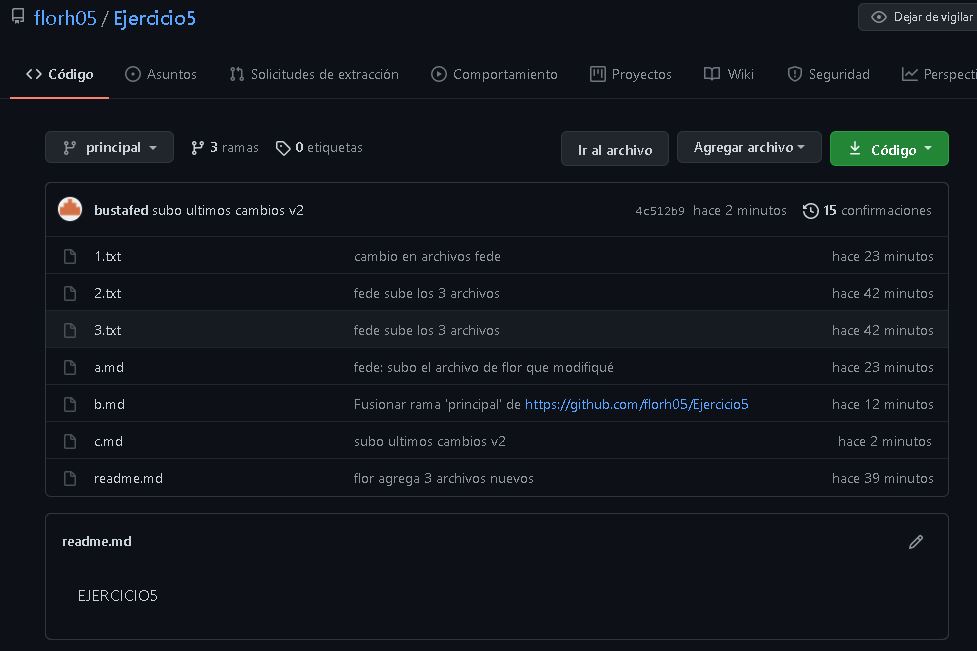 florh05 / Ejercicio5
Dejar de vigilar
Código Asuntos Solicitudes de extracción Comportamiento Proyectos Wiki Seguridad Perspecti
principal 3 ramas 0 etiquetas Ir al archivo Agregar archivo Código
bustafed subo ultimos cambios v2 4c512b9 hace 2 minutos 15 confirmaciones
1.txt cambio en archivos fede hace 23 minutos
2.txt fede sube los 3 archivos hace 42 minutos
3.txt fede sube los 3 archivos hace 42 minutos
a.md fede: subo el archivo de flor que modifiqué hace 23 minutos
b.md Fusionar rama 'principal' de https://github.com/florh05/Ejercicio5 hace 12 minutos
c.md subo ultimos cambios v2 hace 2 minutos
readme.md flor agrega 3 archivos nuevos hace 39 minutos
readme.md
EJERCICIO5